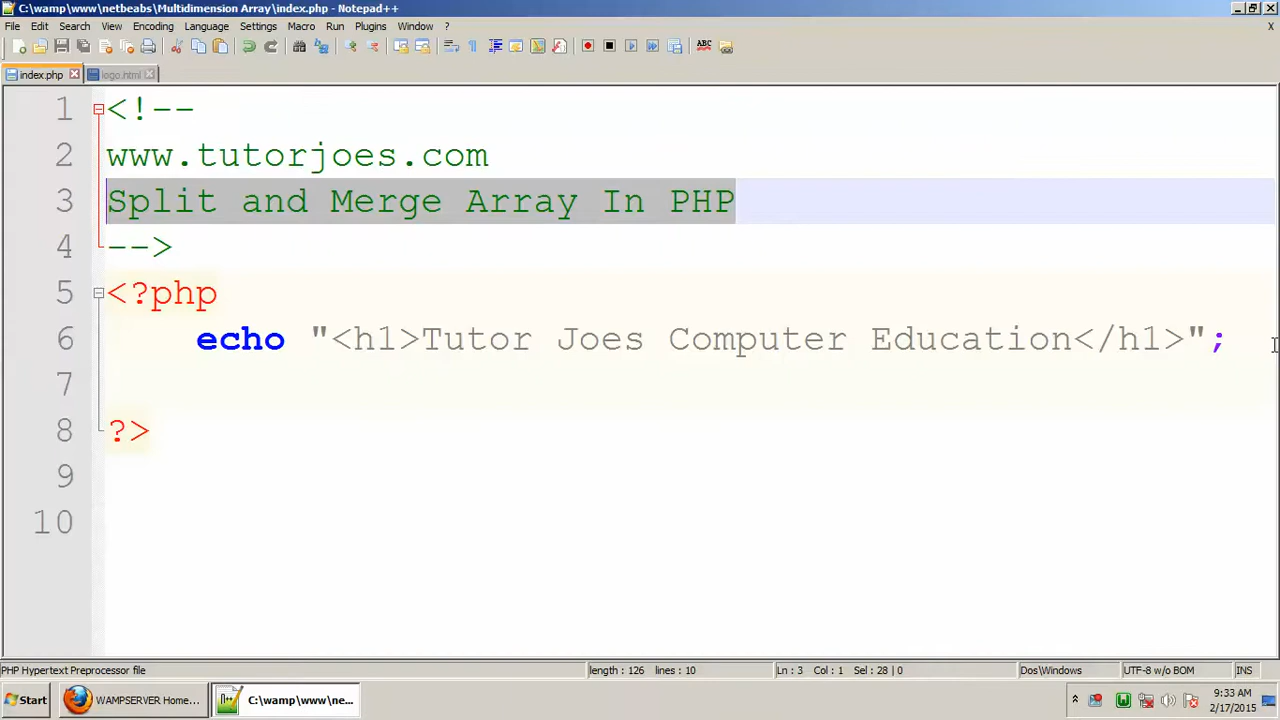 C:\wamp\www\netbeabs\Multidimension Array\index.php - Notepad++
File Edit Search View Encoding Language Settings Macro Run Plugins Window ?
X
index.php logo.html
1 <!--
2 www.tutorjoes.com
3 Split and Merge Array In PHP
4 -->
5 <?php
6 echo "<h1>Tutor Joes Computer Education</h1>";
7
8 ?>
9
10
PHP Hypertext Preprocessor file length : 126 lines : 10 Ln : 3 Col : 1 Sel : 28 | 0 Dos\Windows UTF-8 w/o BOM INS
Start WAMPSERVER Home... C:\wamp\www\ne... 9:33 AM
2/17/2015